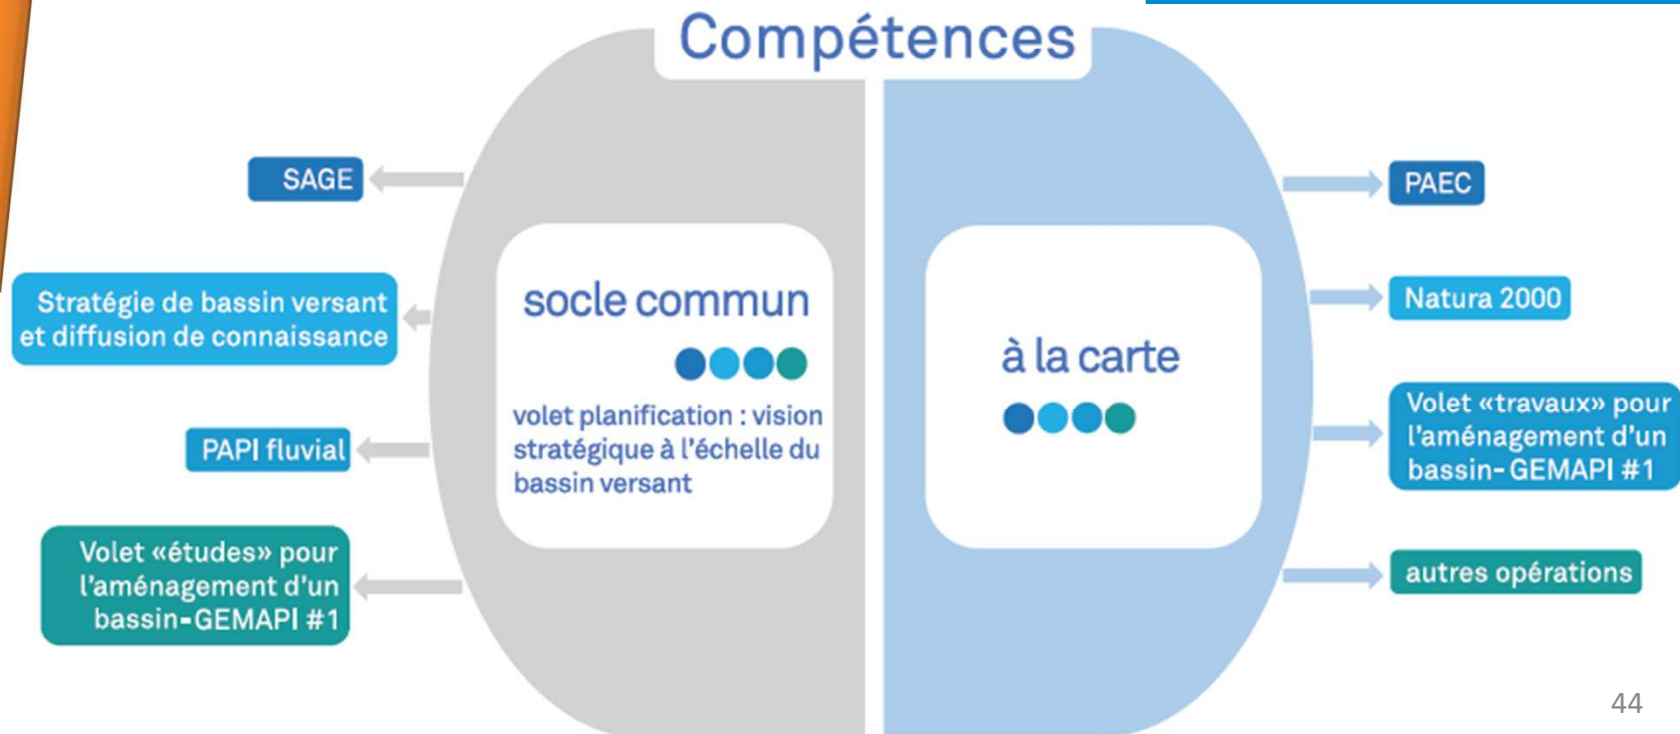 Compétences
SAGE
Stratégie de bassin versant
et diffusion de connaissance
PAPI fluvial
Volet «études» pour
l'aménagement d'un
bassin-GEMAPI #1
socle commun
volet planification : vision
stratégique à l'échelle du
bassin versant
à la carte
PAEC
Natura 2000
Volet «travaux» pour
l'aménagement d'un
bassin-GEMAPI #1
autres opérations
44